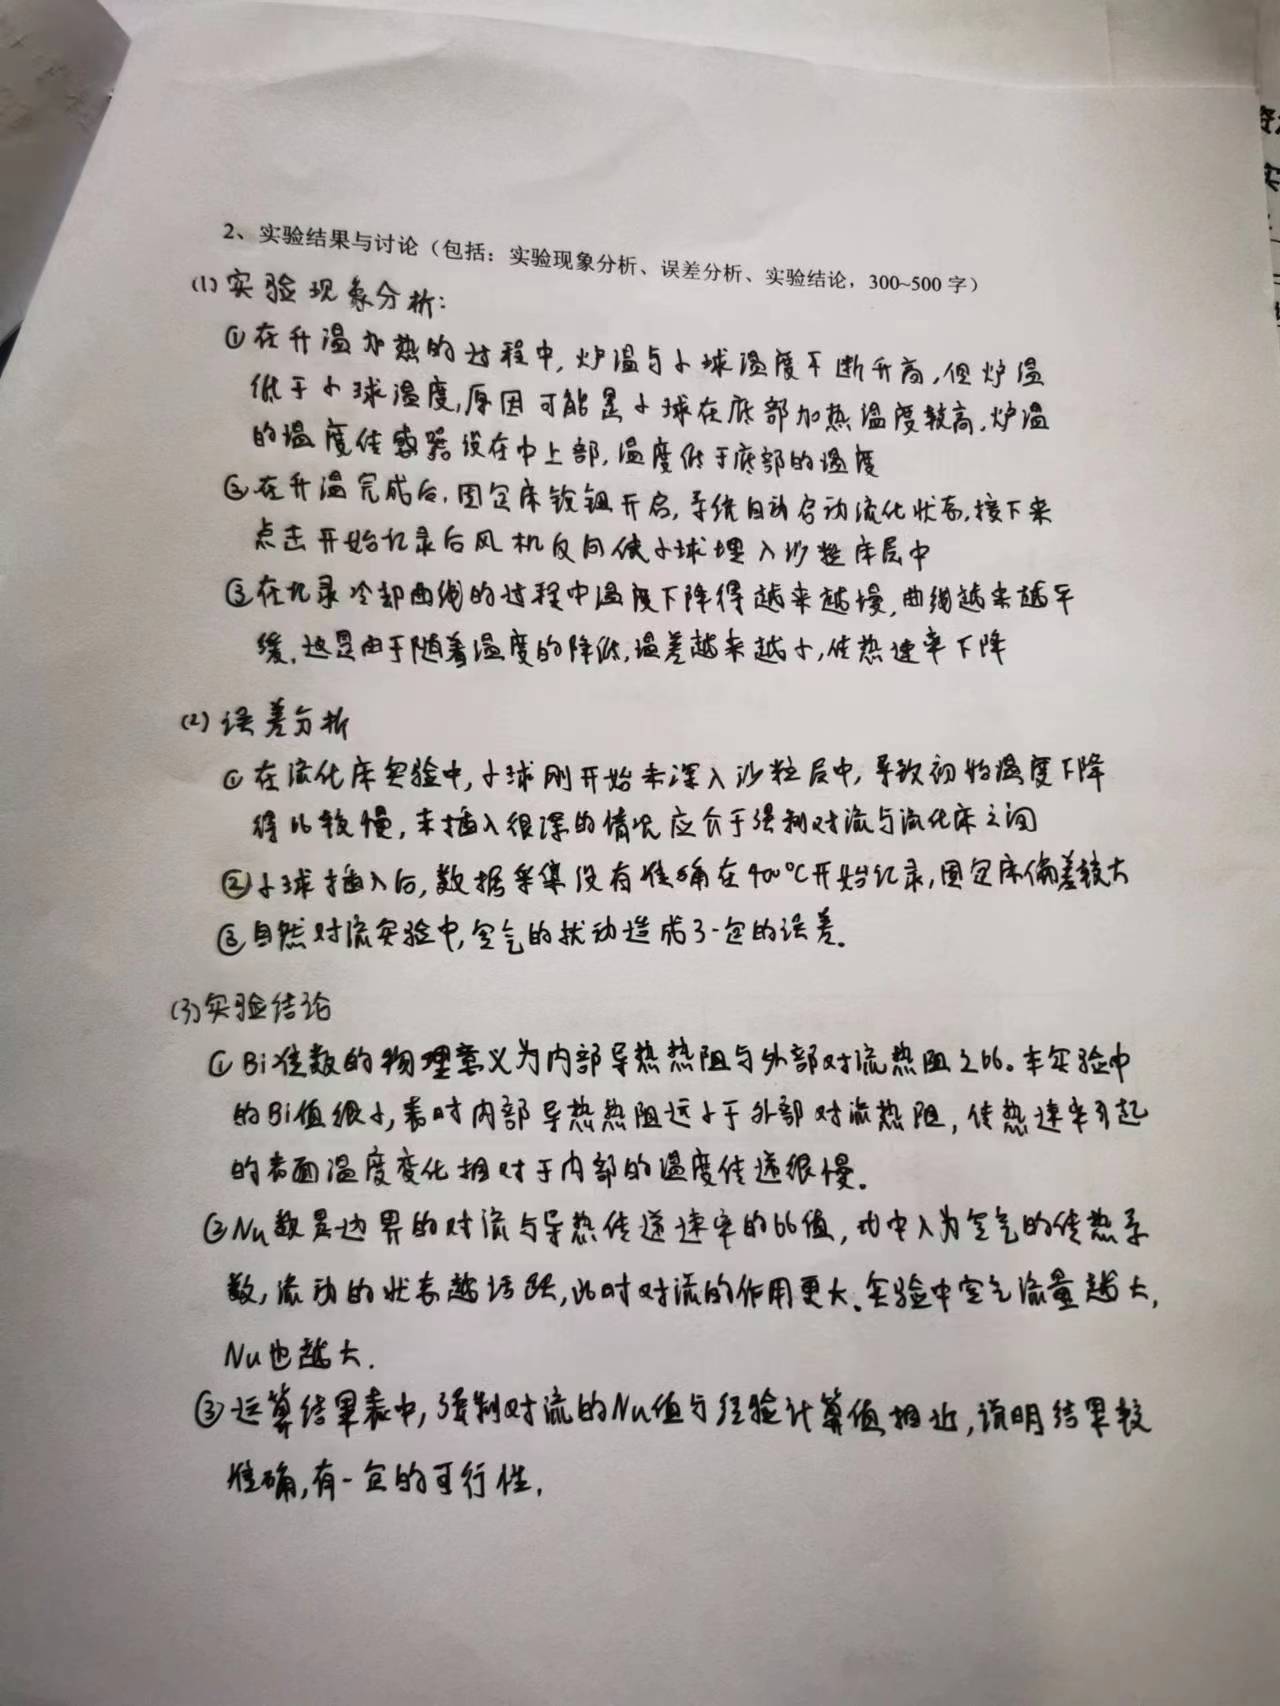 2、实验结果与讨论（包括：实验现象分析、误差分析、实验结论，300~500 字）
(1)实验现象分析：
①在升温加热的过程中，炉温与小球温度不断升高，但炉温
低于小球温度，原因可能是小球在底部加热温度较高，炉温
的温度传感器设在中上部，温度低于底部的温度
②在升温完成后，固定床按钮开启，系统自动启动流化状态，接下来
点击开始记录后风机反向使小球埋入沙粒床层中
③在记录冷却曲线的过程中温度下降得越来越慢，曲线越来越平
缓，这是由于随着温度的降低，温差越来越小，传热速率下降
(2)误差分析
①在流化床实验中，小球刚开始未深入沙粒层中，导致初始温度下降
得比较慢，未插入很深的情况应介于强制对流与流化床之间
②小球插入后，数据采集没有准确在400℃开始记录，固定床偏差较大
③自然对流实验中，空气的扰动造成了一定的误差。
(3)实验结论
①Bi准数的物理意义为内部导热热阻与外部对流热阻之比。本实验中
的Bi值很小，表时内部导热热阻远小于外部对流热阻，传热速率引起
的表面温度变化相对于内部的温度传递很慢。
②Nu数是边界的对流与导热传递速率的比值，式中λ为空气的传热系
数，流动的状态越活跃，此时对流的作用更大。实验中空气流量越大，
Nu也越大．
③运算结果表中，强制对流的Nu值与经验计算值相近，说明结果较
准确，有一定的可行性．